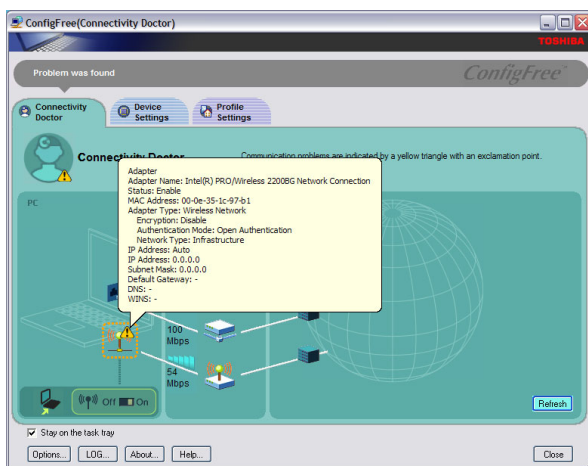 ConfigFree(Connectivity Doctor)
TOSHIBA
Problem was found
ConfigFree™
Connectivity
Doctor
Device
Settings
Profile
Settings
Connectivity Doctor
Communication problems are indicated by a yellow triangle with an exclamation point.
Adapter
Adapter Name: Intel(R) PRO/Wireless 2200BG Network Connection
Status: Enable
MAC Address: 00-0e-35-1c-97-b1
Adapter Type: Wireless Network
Encryption: Disable
Authentication Mode: Open Authentication
Network Type: Infrastructure
IP Address: Auto
IP Address: 0.0.0.0
Subnet Mask: 0.0.0.0
Default Gateway: -
DNS: -
WINS: -
PC
100
Mbps
54
Mbps
Off
On
Refresh
Stay on the task tray
Options...
LOG...
About...
Help...
Close